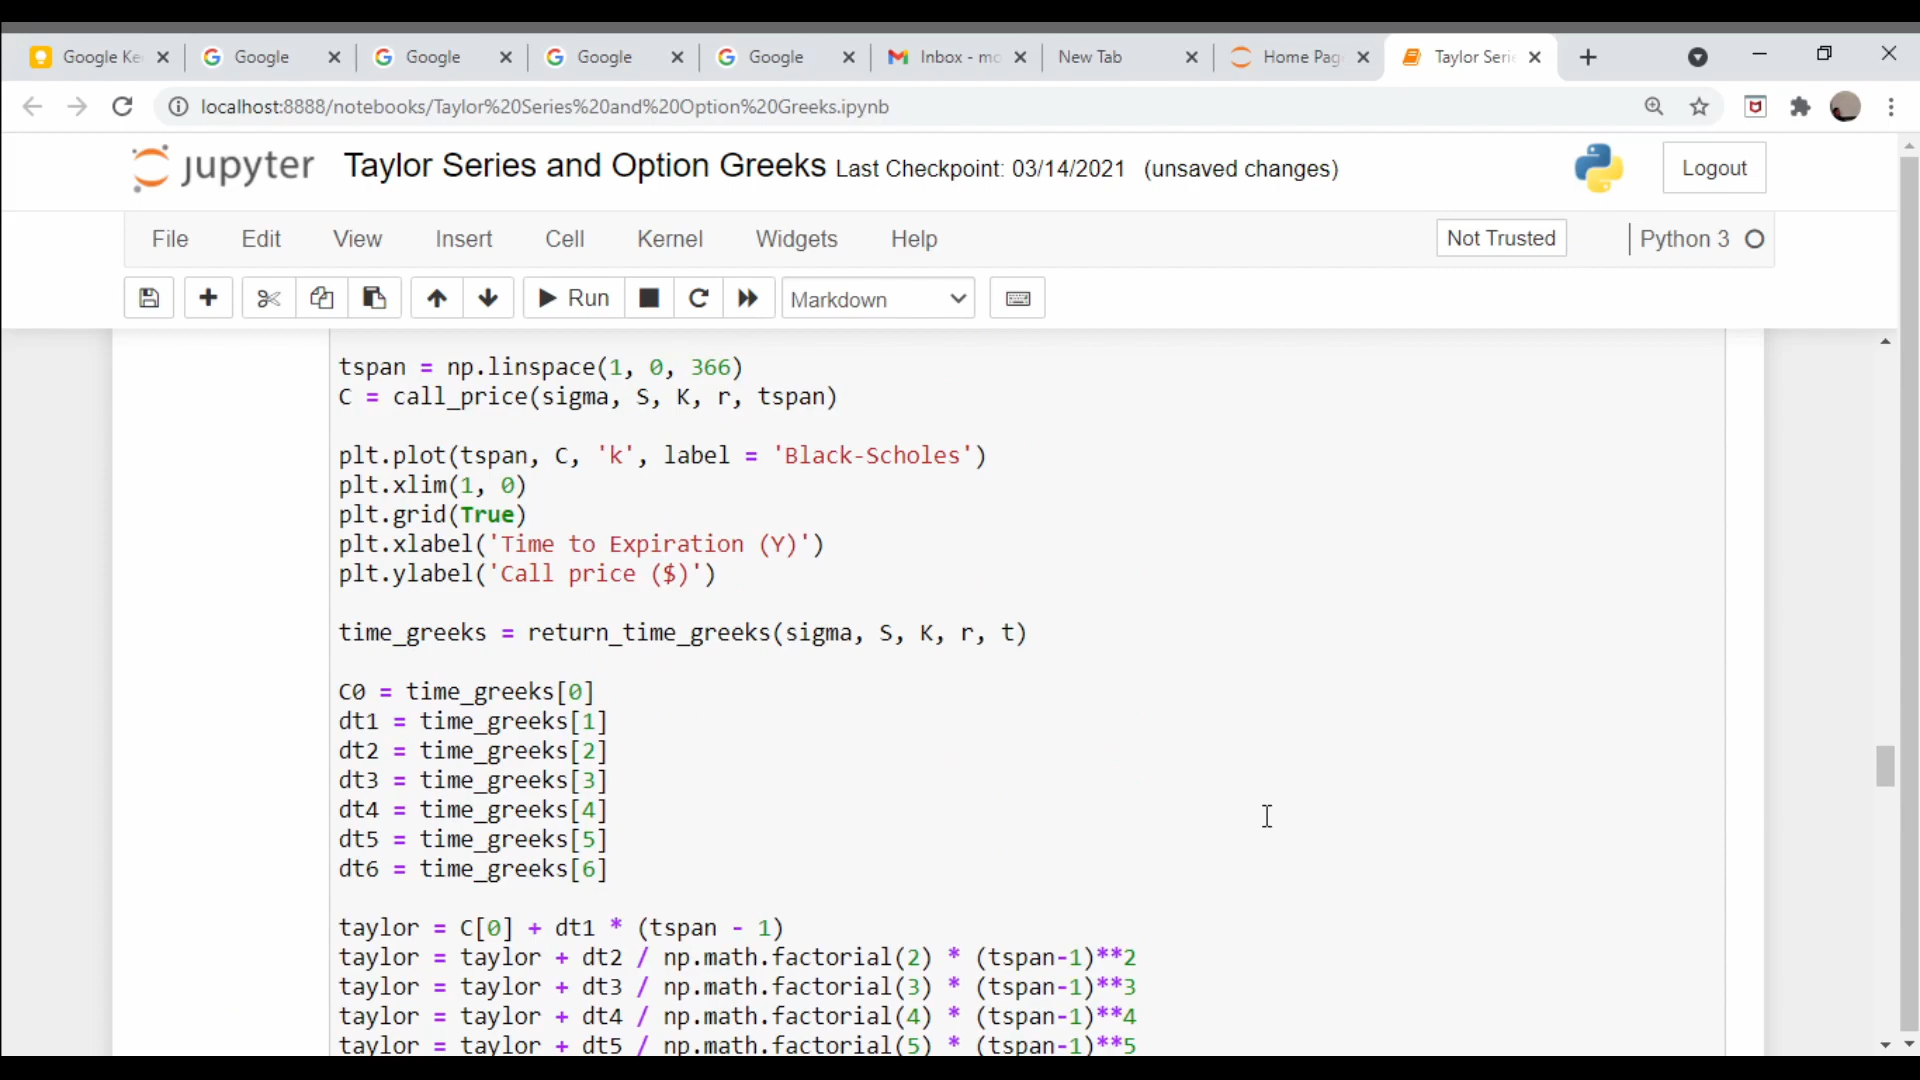 Google Ke
Google
Google
Google
Google
Inbox - mo
New Tab
Home Pag
Taylor Seri
localhost:8888/notebooks/Taylor%20Series%20and%20Option%20Greeks.ipynb
jupyter Taylor Series and Option Greeks Last Checkpoint: 03/14/2021 (unsaved changes)
Logout
File Edit View Insert Cell Kernel Widgets Help
Not Trusted
Python 3
Run
Markdown
tspan = np.linspace(1, 0, 366)
C = call_price(sigma, S, K, r, tspan)
plt.plot(tspan, C, 'k', label = 'Black-Scholes')
plt.xlim(1, 0)
plt.grid(True)
plt.xlabel('Time to Expiration (Y)')
plt.ylabel('Call price ($)')
time_greeks = return_time_greeks(sigma, S, K, r, t)
C0 = time_greeks[0]
dt1 = time_greeks[1]
dt2 = time_greeks[2]
dt3 = time_greeks[3]
dt4 = time_greeks[4]
dt5 = time_greeks[5]
dt6 = time_greeks[6]
taylor = C[0] + dt1 * (tspan - 1)
taylor = taylor + dt2 / np.math.factorial(2) * (tspan-1)**2
taylor = taylor + dt3 / np.math.factorial(3) * (tspan-1)**3
taylor = taylor + dt4 / np.math.factorial(4) * (tspan-1)**4
taylor = taylor + dt5 / np.math.factorial(5) * (tspan-1)**5